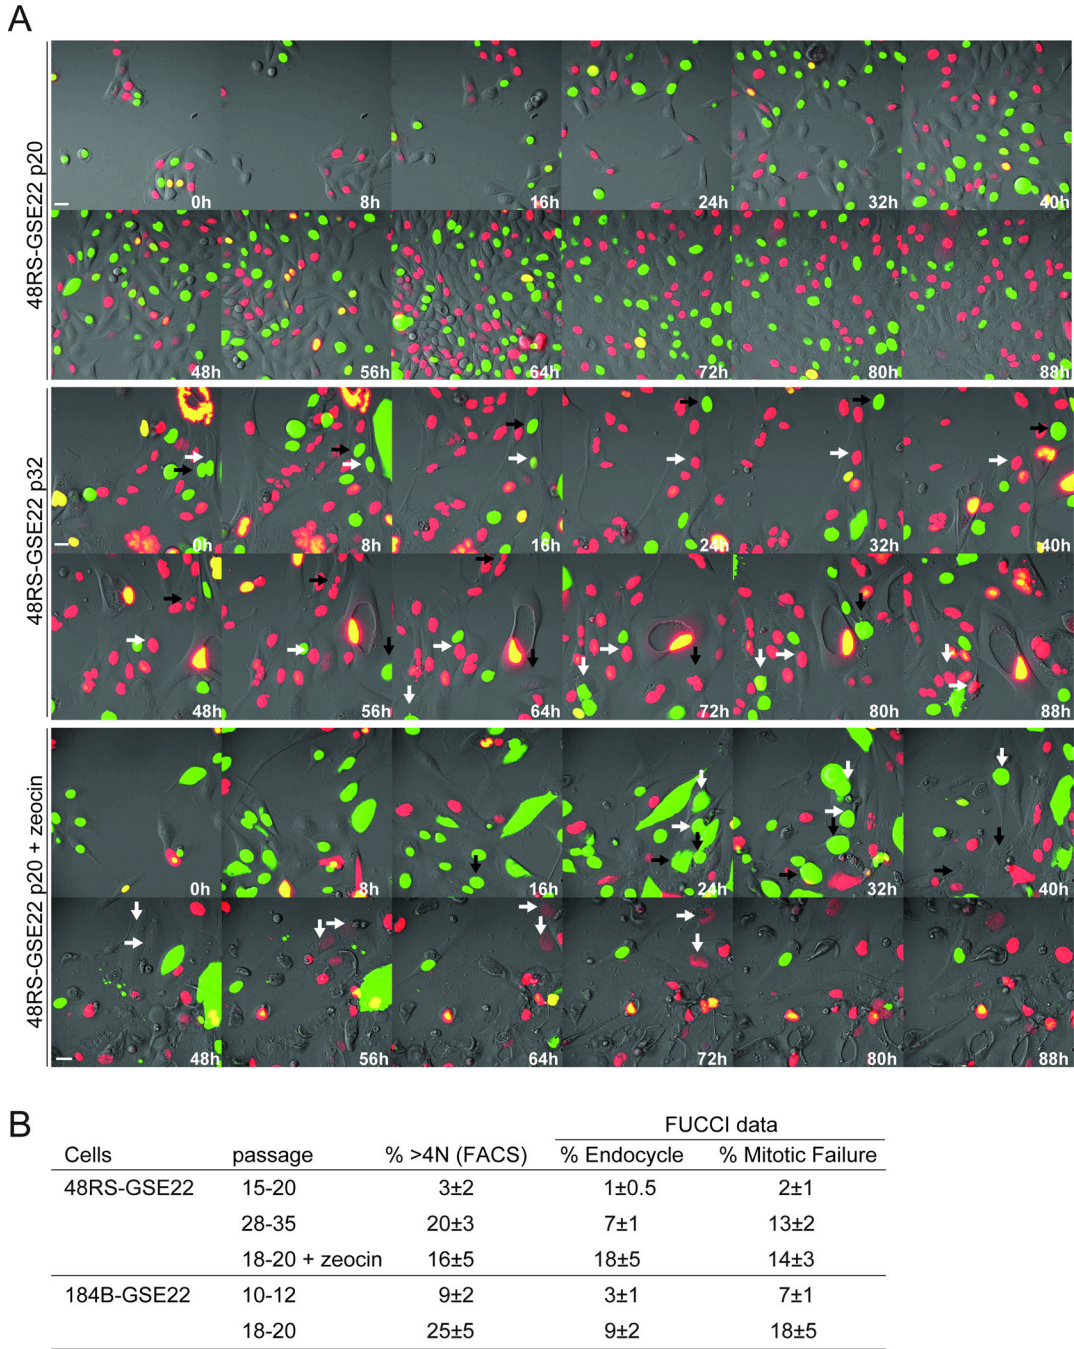 A
48RS-GSE22 p20
0h 8h 16h 24h 32h 40h
48h 56h 64h 72h 80h 88h
48RS-GSE22 p32
0h 8h 16h 24h 32h 40h
48h 56h 64h 72h 80h 88h
48RS-GSE22 p20 + zeocin
0h 8h 16h 24h 32h 40h
48h 56h 64h 72h 80h 88h
B
FUCCI data
Cells passage % >4N (FACS) % Endocycle % Mitotic Failure
48RS-GSE22 15-20 3±2 1±0.5 2±1
28-35 20±3 7±1 13±2
18-20 + zeocin 16±5 18±5 14±3
184B-GSE22 10-12 9±2 3±1 7±1
18-20 25±5 9±2 18±5